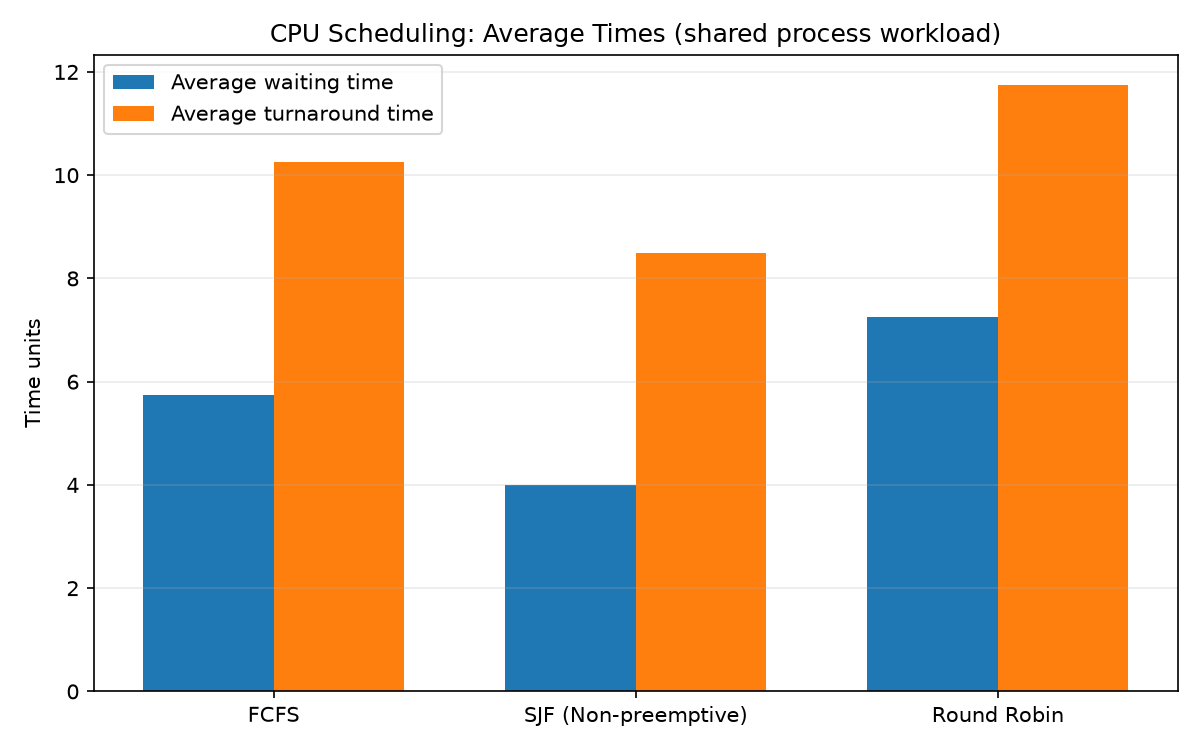 CPU Scheduling: Average Times (shared process workload)
Average waiting time
Average turnaround time
Time units
12
10
8
6
4
2
0
FCFS
SJF (Non-preemptive)
Round Robin